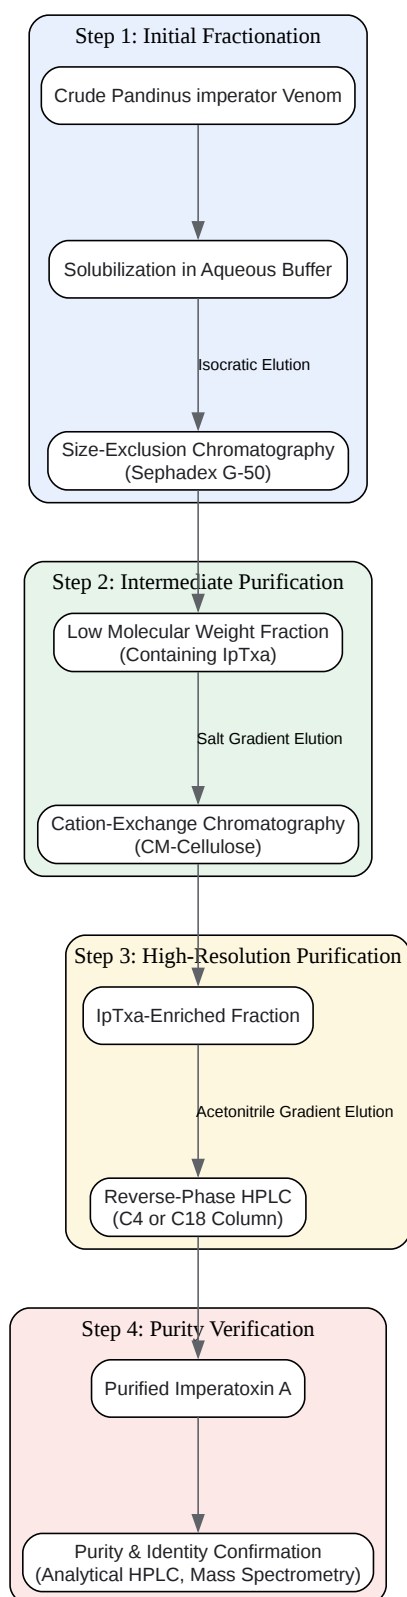 Step 1: Initial Fractionation
Crude Pandinus imperator Venom
Solubilization in Aqueous Buffer
Isocratic Elution
Size-Exclusion Chromatography
(Sephadex G-50)
Step 2: Intermediate Purification
Low Molecular Weight Fraction
(Containing IpTxa)
Salt Gradient Elution
Cation-Exchange Chromatography
(CM-Cellulose)
Step 3: High-Resolution Purification
IpTxa-Enriched Fraction
Acetonitrile Gradient Elution
Reverse-Phase HPLC
(C4 or C18 Column)
Step 4: Purity Verification
Purified Imperatoxin A
Purity & Identity Confirmation
(Analytical HPLC, Mass Spectrometry)